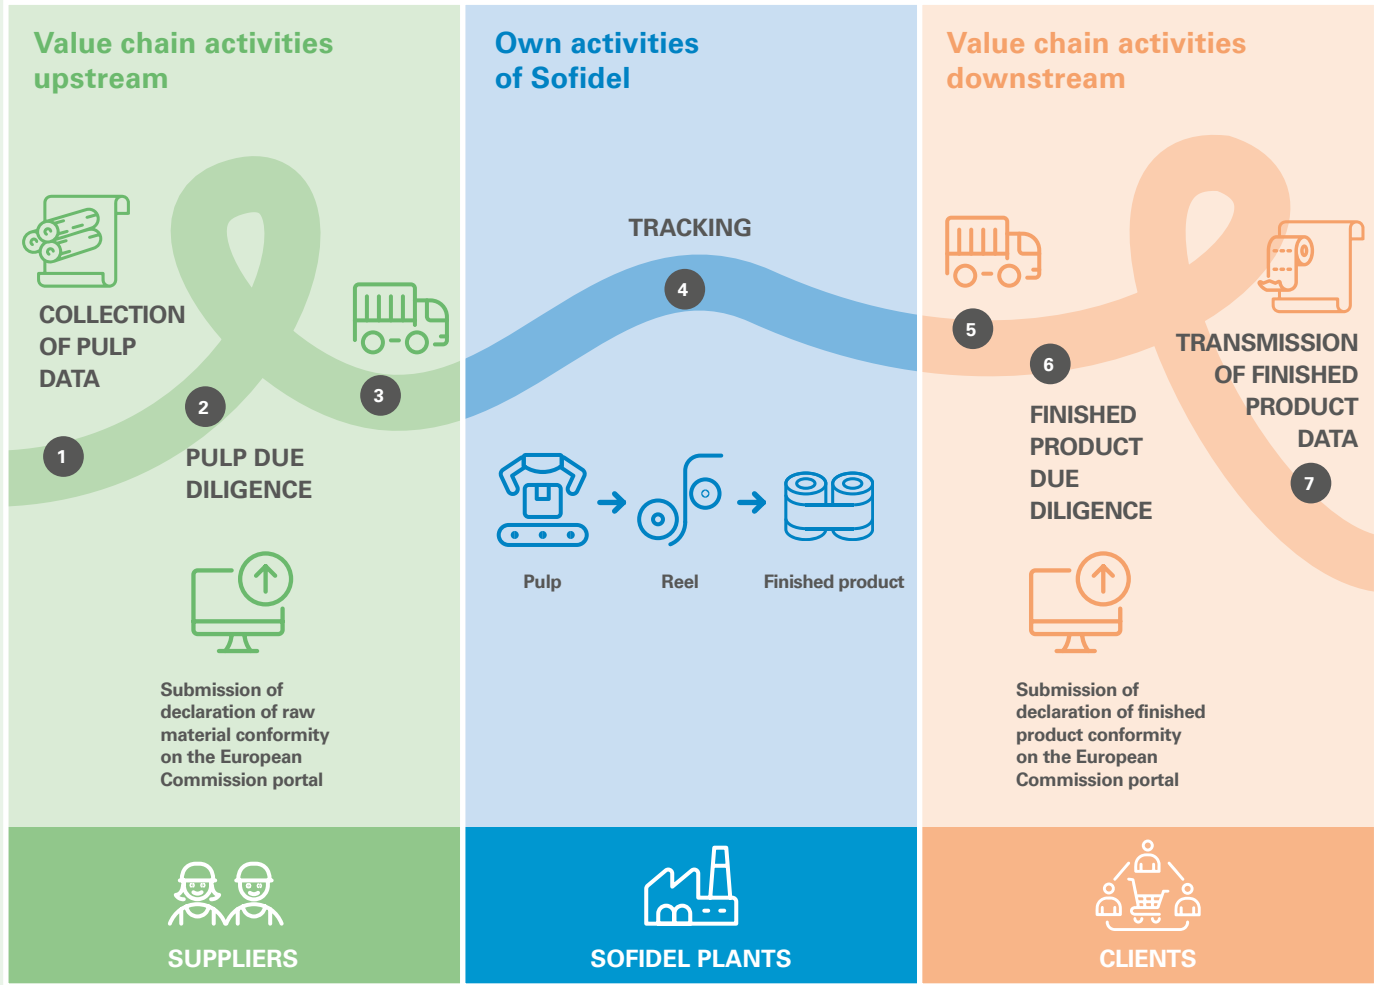 Value chain activities
upstream
COLLECTION
OF PULP
DATA
1
2
PULP DUE
DILIGENCE
3
Submission of
declaration of raw
material conformity
on the European
Commission portal
SUPPLIERS
Own activities
of Sofidel
TRACKING
4
Pulp
Reel
Finished product
SOFIDEL PLANTS
Value chain activities
downstream
5
6
FINISHED
PRODUCT
DUE
DILIGENCE
TRANSMISSION
OF FINISHED
PRODUCT
DATA
7
Submission of
declaration of finished
product conformity
on the European
Commission portal
CLIENTS